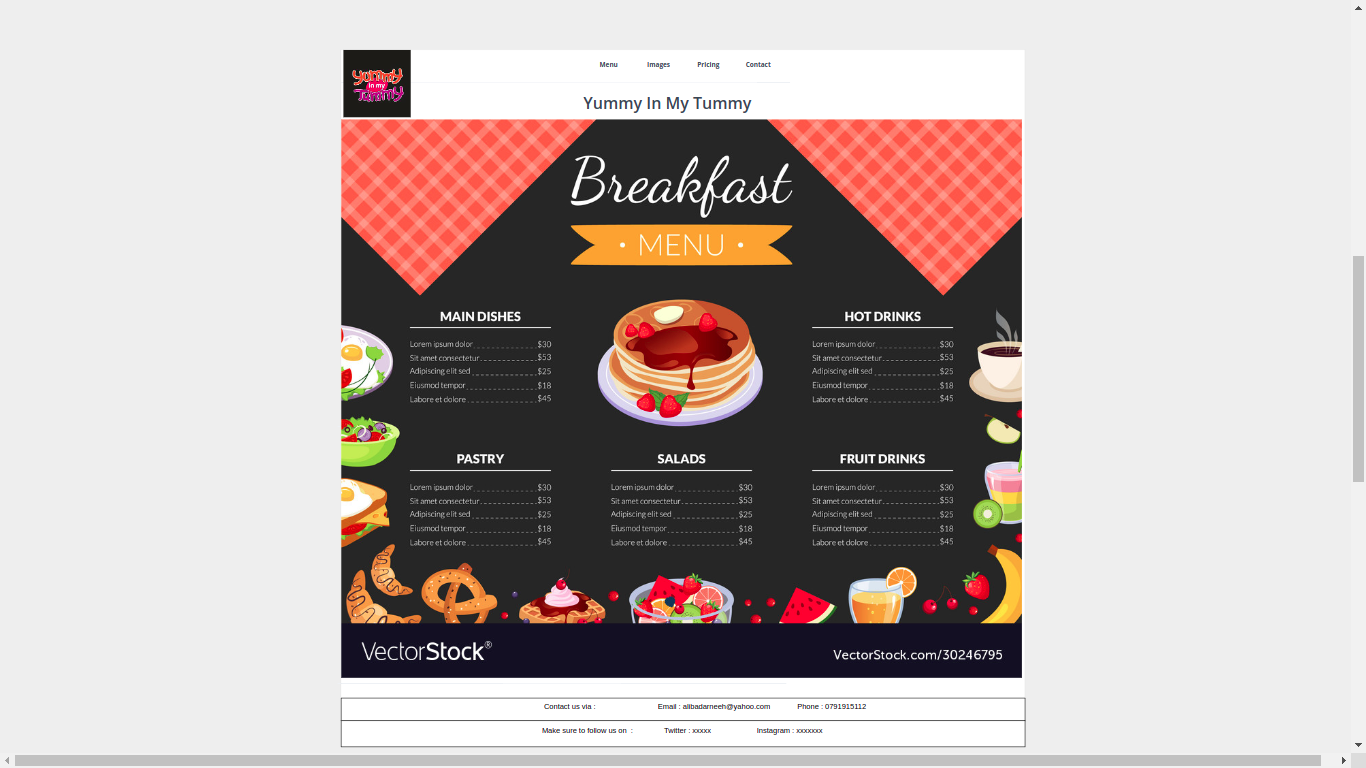 Yummy
in my
Tummy
Menu Images Pricing Contact
Yummy In My Tummy
Breakfast
• MENU •
MAIN DISHES
Lorem ipsum dolor $30
Sit amet consectetur $53
Adipiscing elit sed $25
Eiusmod tempor $18
Labore et dolore $45
HOT DRINKS
Lorem ipsum dolor $30
Sit amet consectetur $53
Adipiscing elit sed $25
Eiusmod tempor $18
Labore et dolore $45
PASTRY
Lorem ipsum dolor $30
Sit amet consectetur $53
Adipiscing elit sed $25
Eiusmod tempor $18
Labore et dolore $45
SALADS
Lorem ipsum dolor $30
Sit amet consectetur $53
Adipiscing elit sed $25
Eiusmod tempor $18
Labore et dolore $45
FRUIT DRINKS
Lorem ipsum dolor $30
Sit amet consectetur $53
Adipiscing elit sed $25
Eiusmod tempor $18
Labore et dolore $45
VectorStock®
VectorStock.com/30246795
Contact us via : Email : alibadarneeh@yahoo.com Phone : 0791915112
Make sure to follow us on : Twitter : xxxxx Instagram : xxxxxxx